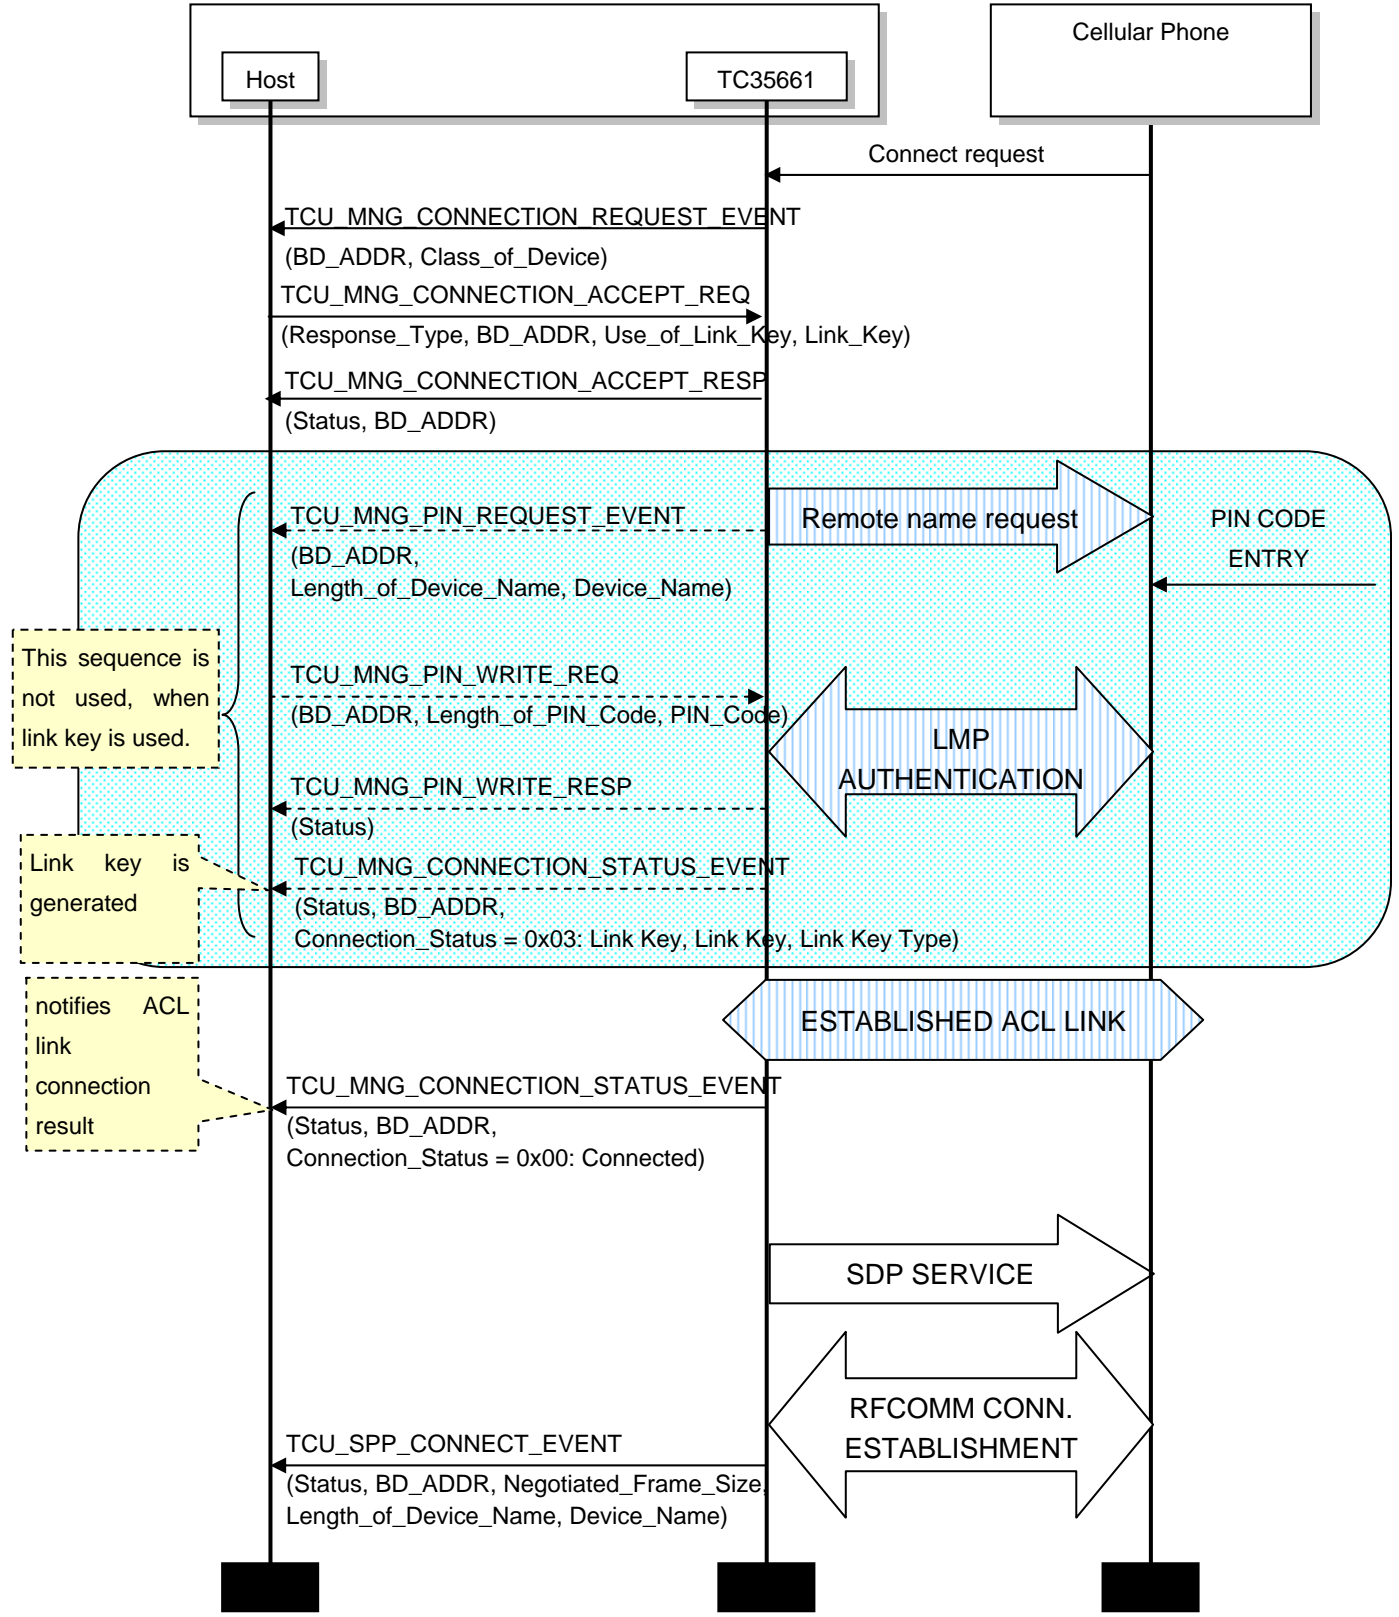 Cellular Phone
Host
TC35661
Connect request
TCU_MNG_CONNECTION_REQUEST_EVENT
(BD_ADDR, Class_of_Device)
TCU_MNG_CONNECTION_ACCEPT_REQ
(Response_Type, BD_ADDR, Use_of_Link_Key, Link_Key)
TCU_MNG_CONNECTION_ACCEPT_RESP
(Status, BD_ADDR)
TCU_MNG_PIN_REQUEST_EVENT
(BD_ADDR,
Length_of_Device_Name, Device_Name)
Remote name request
PIN CODE
ENTRY
This sequence is
not used, when
link key is used.
TCU_MNG_PIN_WRITE_REQ
(BD_ADDR, Length_of_PIN_Code, PIN_Code)
LMP
AUTHENTICATION
TCU_MNG_PIN_WRITE_RESP
(Status)
Link key is
generated
TCU_MNG_CONNECTION_STATUS_EVENT
(Status, BD_ADDR,
Connection_Status = 0x03: Link Key, Link Key, Link Key Type)
notifies ACL
link
connection
result
ESTABLISHED ACL LINK
TCU_MNG_CONNECTION_STATUS_EVENT
(Status, BD_ADDR,
Connection_Status = 0x00: Connected)
SDP SERVICE
RFCOMM CONN.
ESTABLISHMENT
TCU_SPP_CONNECT_EVENT
(Status, BD_ADDR, Negotiated_Frame_Size,
Length_of_Device_Name, Device_Name)